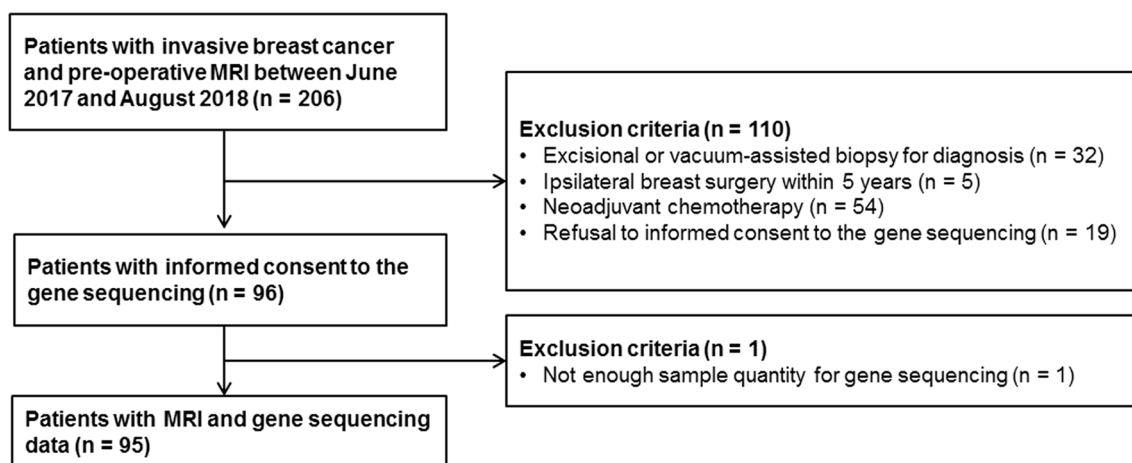 Patients with invasive breast cancer
and pre-operative MRI between June
2017 and August 2018 (n = 206)
Exclusion criteria (n = 110)
• Excisional or vacuum-assisted biopsy for diagnosis (n = 32)
• Ipsilateral breast surgery within 5 years (n = 5)
• Neoadjuvant chemotherapy (n = 54)
• Refusal to informed consent to the gene sequencing (n = 19)
Patients with informed consent to the
gene sequencing (n = 96)
Exclusion criteria (n = 1)
• Not enough sample quantity for gene sequencing (n = 1)
Patients with MRI and gene sequencing
data (n = 95)